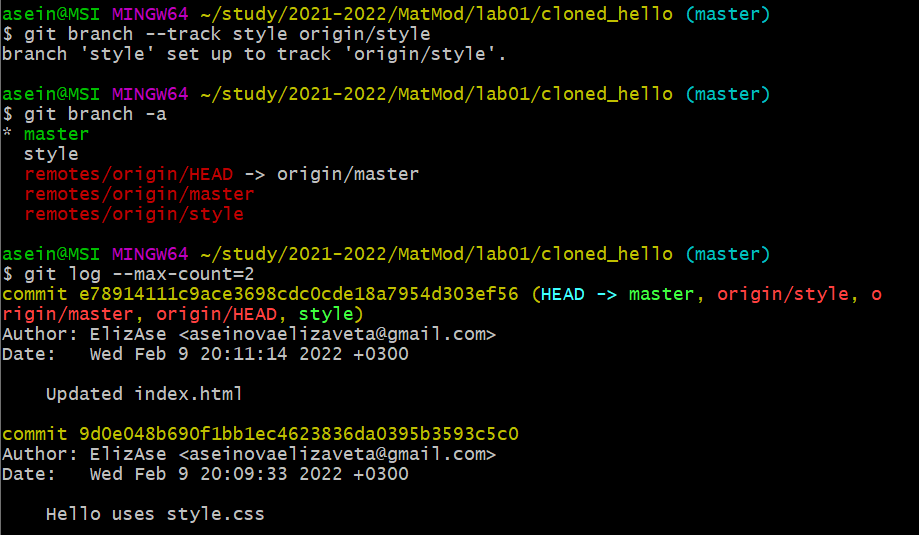 asein@MSI MINGW64 ~/study/2021-2022/MatMod/lab01/cloned_hello (master)
$ git branch --track style origin/style
branch 'style' set up to track 'origin/style'.

asein@MSI MINGW64 ~/study/2021-2022/MatMod/lab01/cloned_hello (master)
$ git branch -a
* master
  style
  remotes/origin/HEAD -> origin/master
  remotes/origin/master
  remotes/origin/style

asein@MSI MINGW64 ~/study/2021-2022/MatMod/lab01/cloned_hello (master)
$ git log --max-count=2
commit e78914111c9ace3698cdc0cde18a7954d303ef56 (HEAD -> master, origin/style, o
rigin/master, origin/HEAD, style)
Author: ElizAse <aseinovaelizaveta@gmail.com>
Date:   Wed Feb 9 20:11:14 2022 +0300

    Updated index.html

commit 9d0e048b690f1bb1ec4623836da0395b3593c5c0
Author: ElizAse <aseinovaelizaveta@gmail.com>
Date:   Wed Feb 9 20:09:33 2022 +0300

    Hello uses style.css